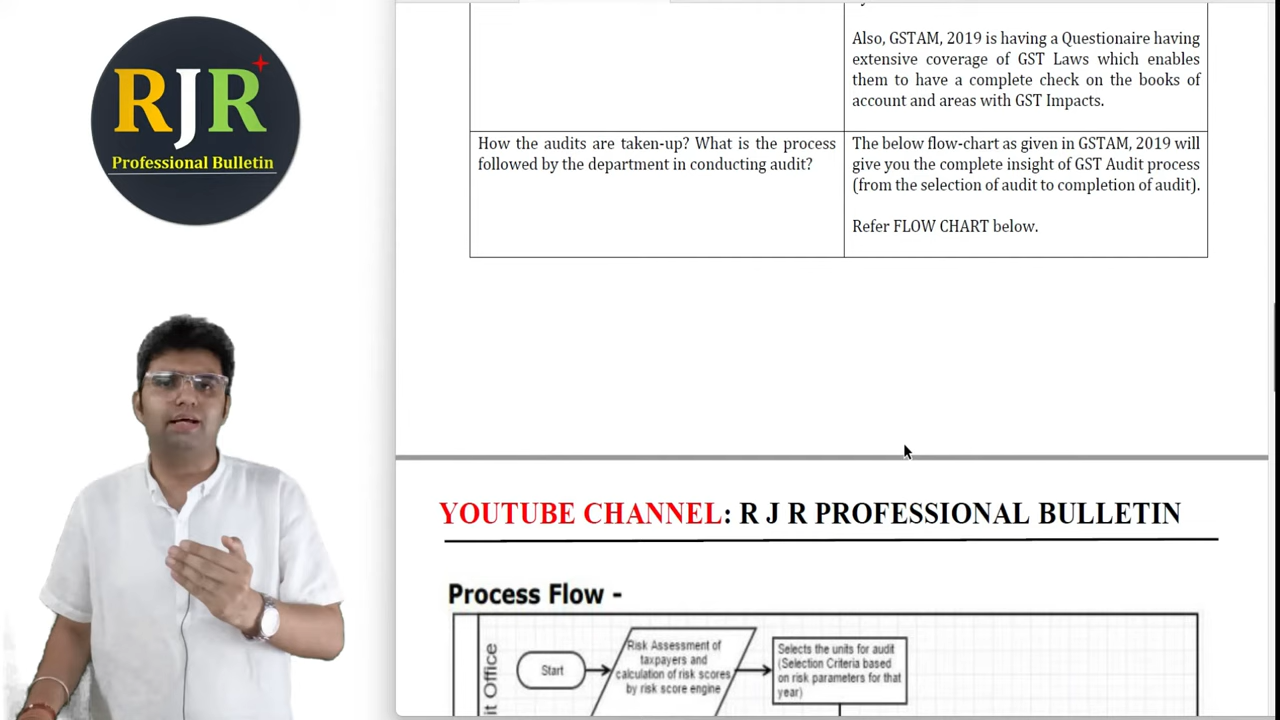 RJR
Professional Bulletin
Also, GSTAM, 2019 is having a Questionaire having
extensive coverage of GST Laws which enables
them to have a complete check on the books of
account and areas with GST Impacts.
How the audits are taken-up? What is the process
followed by the department in conducting audit?
The below flow-chart as given in GSTAM, 2019 will
give you the complete insight of GST Audit process
(from the selection of audit to completion of audit).
Refer FLOW CHART below.
YOUTUBE CHANNEL: R J R PROFESSIONAL BULLETIN
Process Flow -
Office
Start
Risk Assessment of
taxpayers and
calculation of risk scores
by risk score engine
Selects the units for audit
(Selection Criteria based
on risk parameters for that
year)